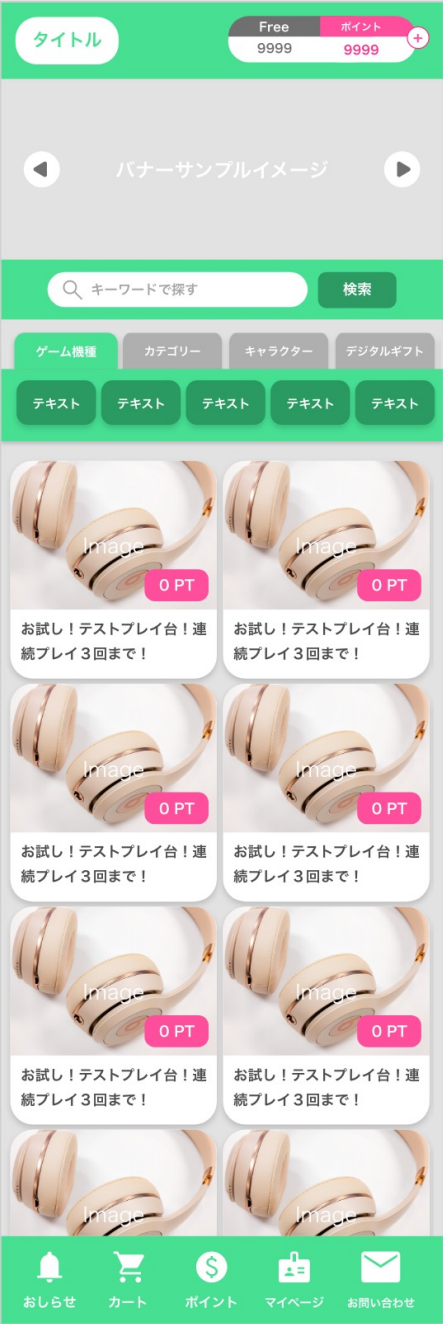 タイトル
Free ポイント
9999 9999
バナーサンプルイメージ
キーワードで探す 検索
ゲーム機種 カテゴリー キャラクター デジタルギフト
テキスト テキスト テキスト テキスト テキスト
Image Image
0 PT 0 PT
お試し！テストプレイ台！連 お試し！テストプレイ台！連
続プレイ３回まで！ 続プレイ３回まで！
Image Image
0 PT 0 PT
お試し！テストプレイ台！連 お試し！テストプレイ台！連
続プレイ３回まで！ 続プレイ３回まで！
Image Image
0 PT 0 PT
お試し！テストプレイ台！連 お試し！テストプレイ台！連
続プレイ３回まで！ 続プレイ３回まで！
Image Image
おしらせ カート ポイント マイページ お問い合わせ